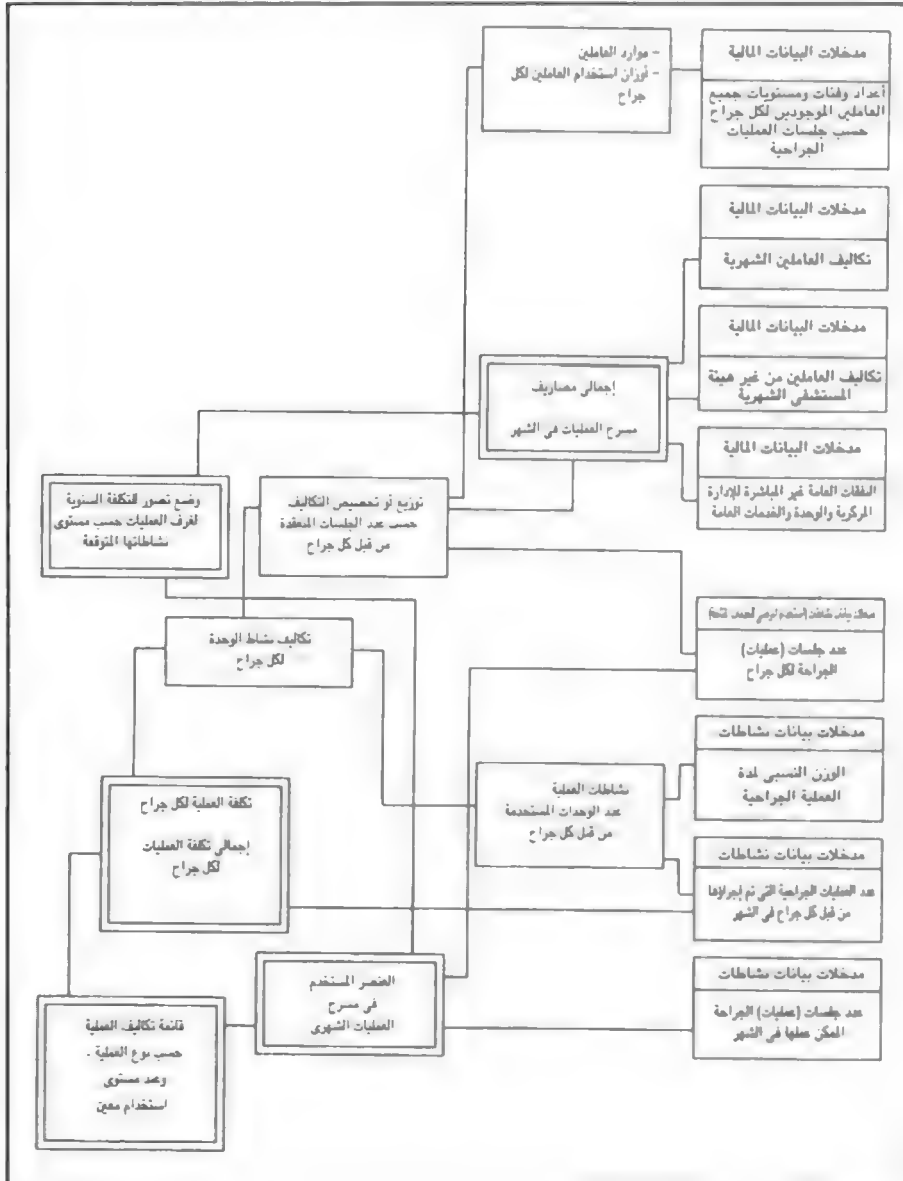 مدخلات البيانات المالية
أعداد وفئات ومستويات جميع
العاملين الموجودين لكل جراح
حسب جلسات العمليات
الجراحية
- موارد العاملين
- أوزان استخدام العاملين لكل
جراح
مدخلات البيانات المالية
تكاليف العاملين الشهرية
مدخلات البيانات المالية
تكاليف العاملين من غير هيئة
المستشفى الشهرية
إجمالي مصاريف
مسرح العمليات في الشهر
مدخلات البيانات المالية
النفقات العامة غير المباشرة للإدارة
المركزية والوحدة والخدمات العامة
توزيع أو تخصيص التكاليف
حسب عدد الجلسات المنعقدة
من قبل كل جراح
وضع تصور للتكلفة السنوية
لغرف العمليات حسب مستوى
نشاطاتها المتوقعة
عدد جلسات (عمليات)
الجراحة لكل جراح
تكاليف نشاط الوحدة
لكل جراح
مدخلات بيانات نشاطات
الوزن النسبي لمدة
العملية الجراحية
نشاطات العملية
عدد الوحدات المستخدمة
من قبل كل جراح
تكلفة العملية لكل جراح
إجمالي تكلفة العمليات
لكل جراح
مدخلات بيانات نشاطات
عدد العمليات الجراحية التي تم إجراؤها
من قبل كل جراح في الشهر
العنصر المستخدم
في مسرح
العمليات الشهري
مدخلات بيانات نشاطات
عدد جلسات (عمليات) الجراحة
الممكن عملها في الشهر
قائمة تكاليف العملية
حسب نوع العملية .
وعند مستوى
استخدام معين